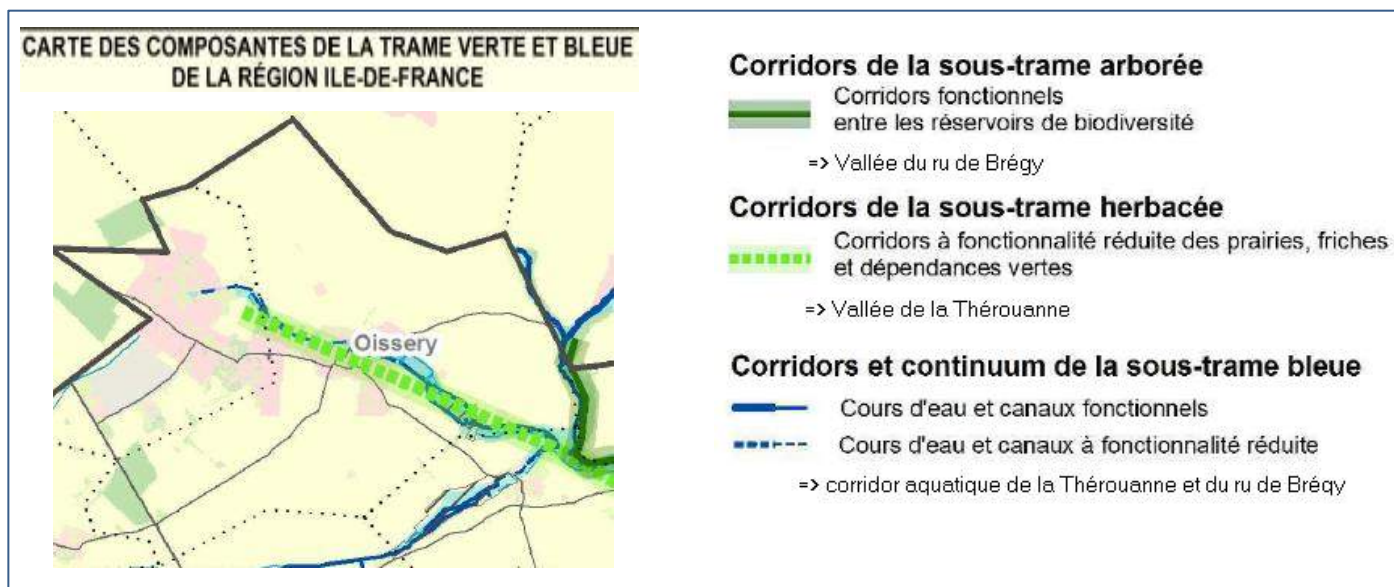 CARTE DES COMPOSANTES DE LA TRAME VERTE ET BLEUE
DE LA RÉGION ILE-DE-FRANCE
Oissery
Corridors de la sous-trame arborée
Corridors fonctionnels
entre les réservoirs de biodiversité
=> Vallée du ru de Brégy
Corridors de la sous-trame herbacée
Corridors à fonctionnalité réduite des prairies, friches
et dépendances vertes
=> Vallée de la Thérouanne
Corridors et continuum de la sous-trame bleue
Cours d'eau et canaux fonctionnels
Cours d'eau et canaux à fonctionnalité réduite
=> corridor aquatique de la Thérouanne et du ru de Brégy